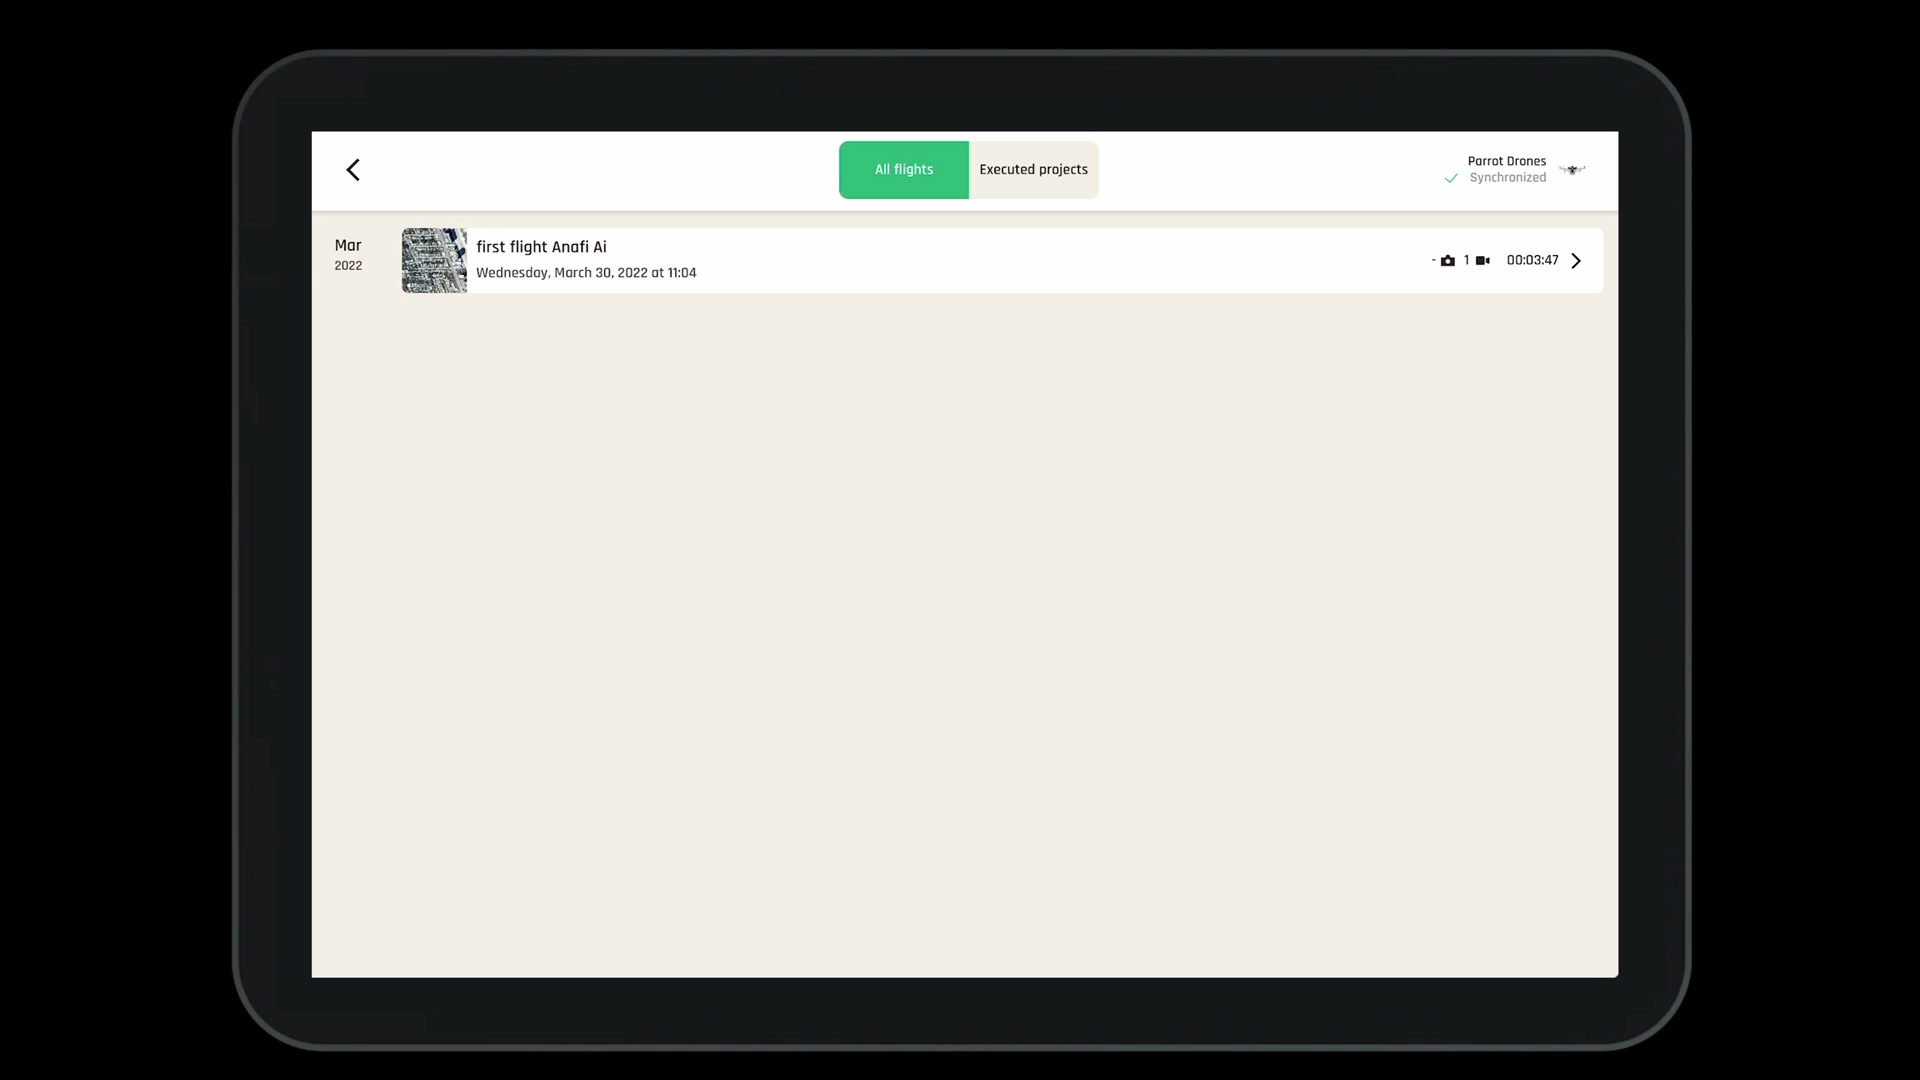 All flights
Executed projects
Parrot Drones
Synchronized
Mar
2022
first flight Anafi Ai
Wednesday, March 30, 2022 at 11:04
- 1 00:03:47